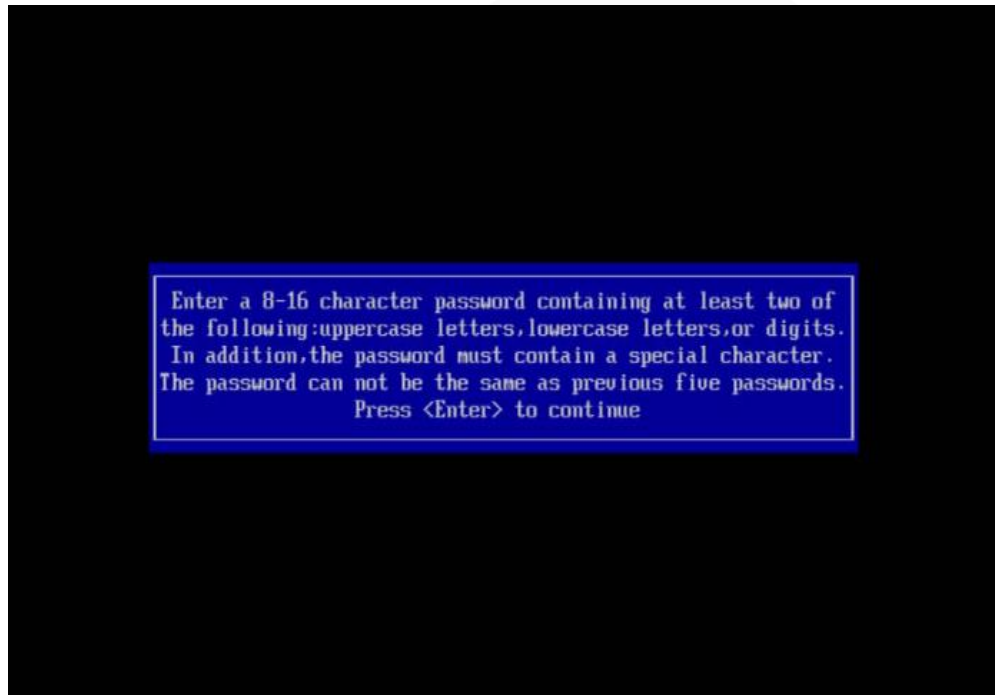 Enter a 8-16 character password containing at least two of
the following:uppercase letters,lowercase letters,or digits.
In addition,the password must contain a special character.
The password can not be the same as previous five passwords.
Press <Enter> to continue